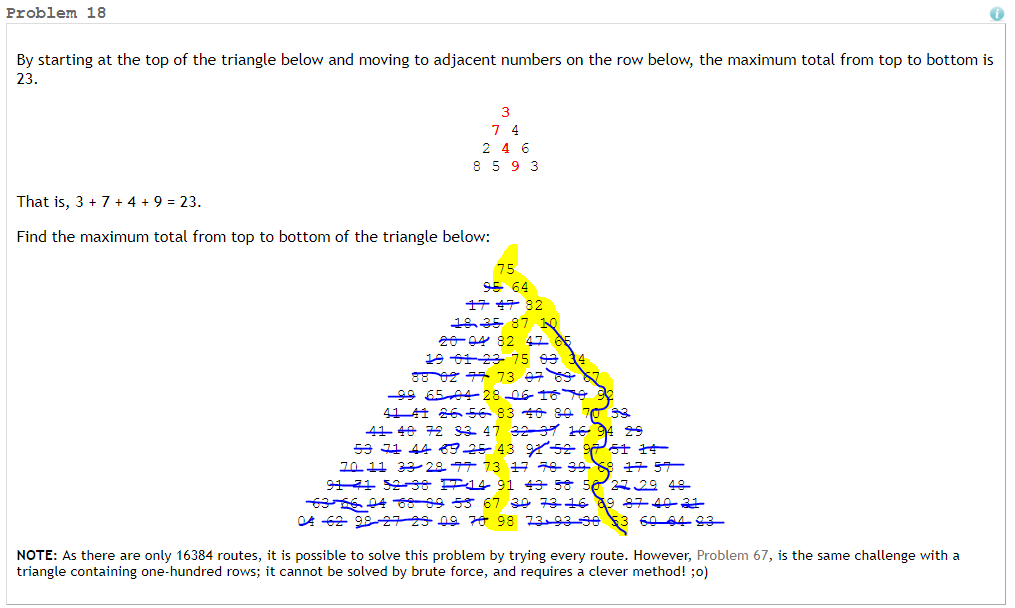 Problem 18
By starting at the top of the triangle below and moving to adjacent numbers on the row below, the maximum total from top to bottom is
23.
3
7 4
2 4 6
8 5 9 3
That is, 3 + 7 + 4 + 9 = 23.
Find the maximum total from top to bottom of the triangle below:
75
95 64
17 47 82
18 35 87 10
20 04 82 47 65
19 01 23 75 03 34
88 02 77 73 07 63 67
99 65 04 28 06 16 70 92
41 41 26 56 83 40 80 70 33
41 48 72 33 47 32 37 16 94 29
53 71 44 65 25 43 91 52 97 51 14
70 11 33 28 77 73 17 78 39 68 17 57
91 71 52 38 17 14 91 43 58 50 27 29 48
63 66 04 68 89 53 67 30 73 16 69 87 40 31
04 62 98 27 23 09 70 98 73 93 38 53 60 04 23
NOTE: As there are only 16384 routes, it is possible to solve this problem by trying every route. However, Problem 67, is the same challenge with a
triangle containing one-hundred rows; it cannot be solved by brute force, and requires a clever method! ;o)